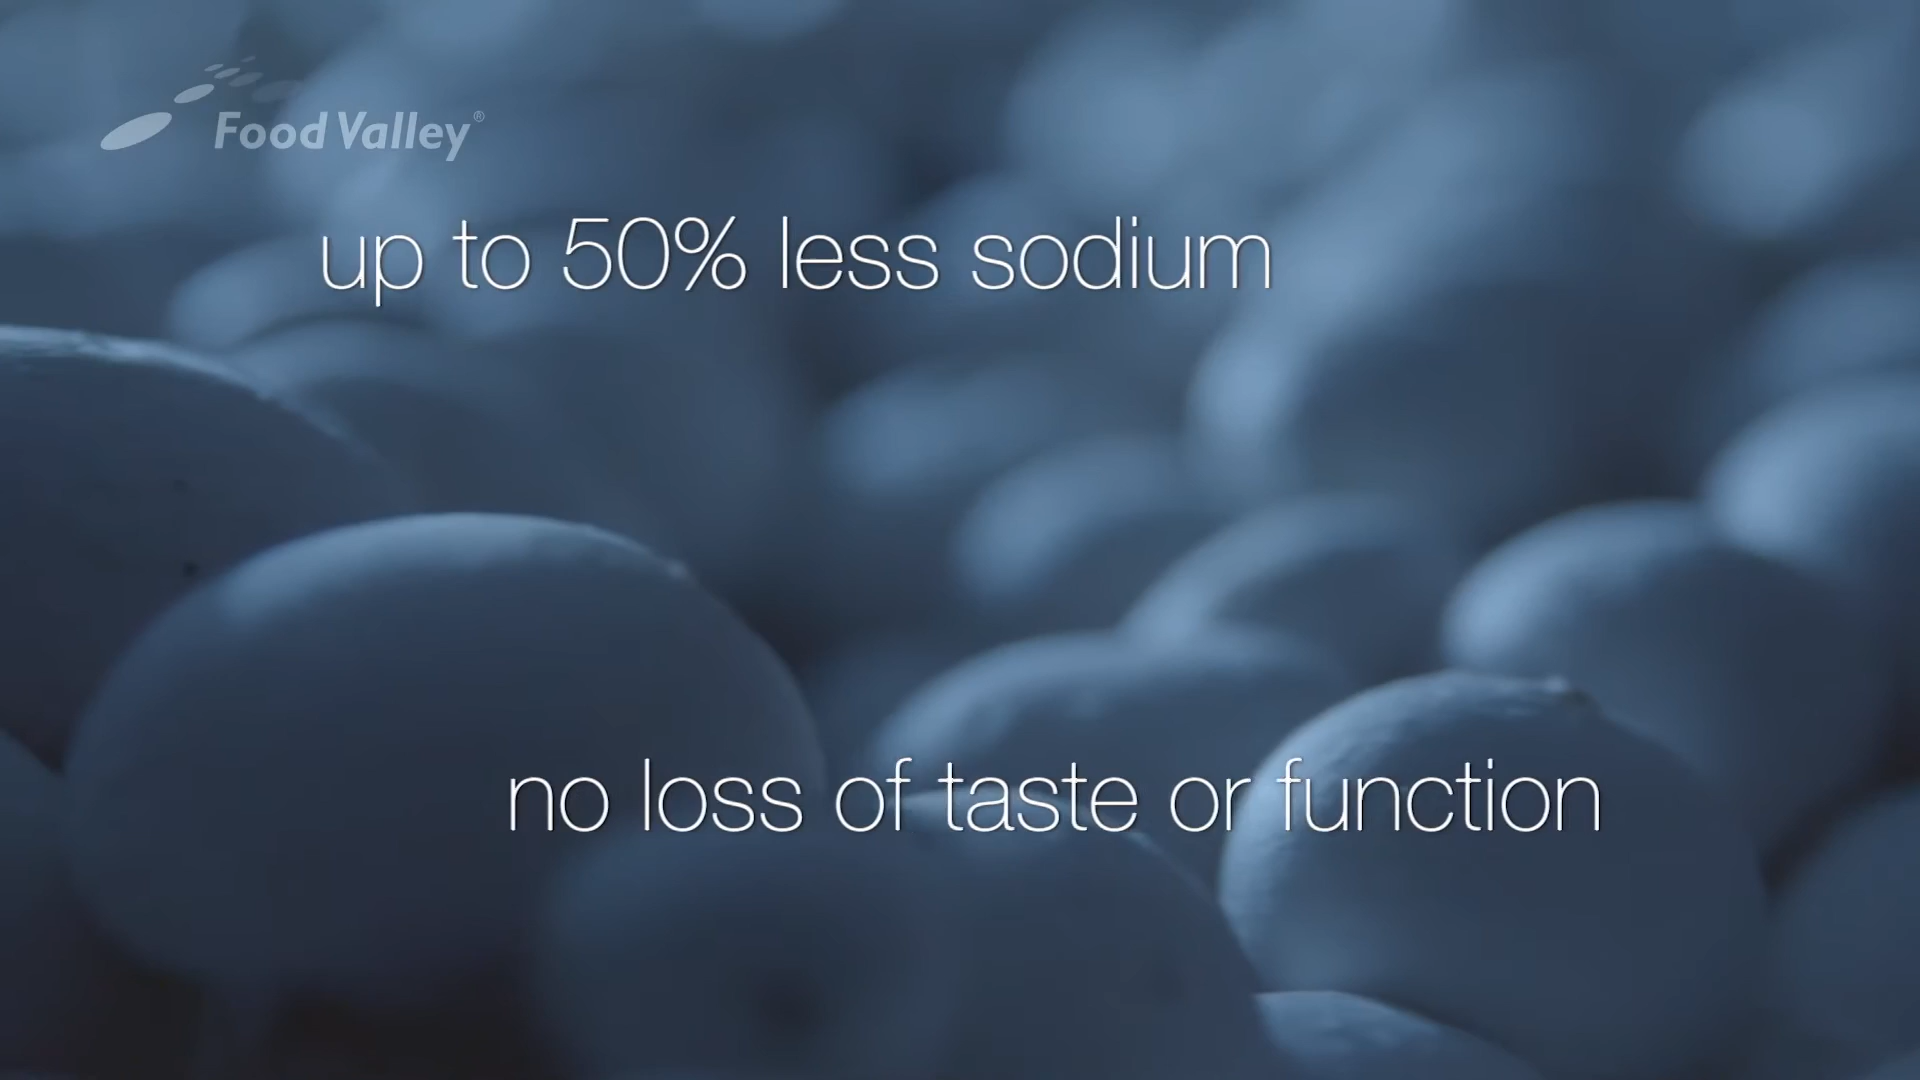 Food Valley®
up to 50% less sodium
no loss of taste or function